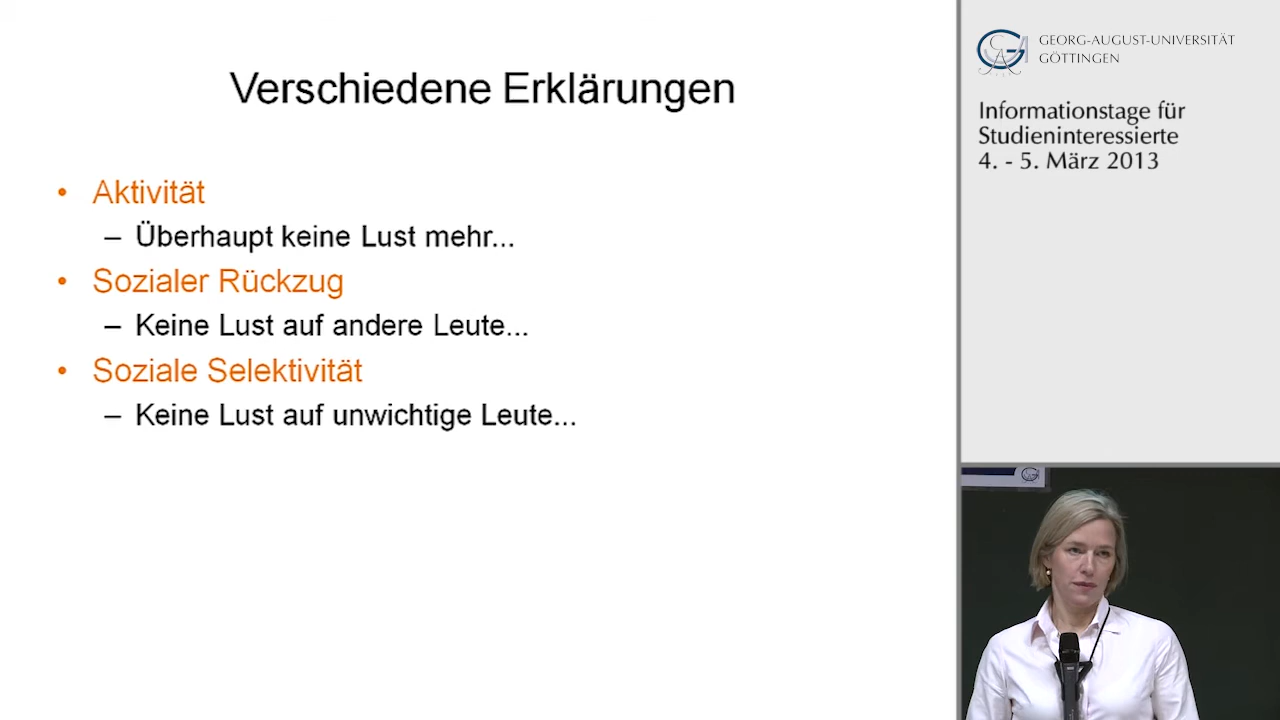 Verschiedene Erklärungen
• Aktivität
– Überhaupt keine Lust mehr...
• Sozialer Rückzug
– Keine Lust auf andere Leute...
• Soziale Selektivität
– Keine Lust auf unwichtige Leute...
GEORG-AUGUST-UNIVERSITÄT
GÖTTINGEN
Informationstage für
Studieninteressierte
4. - 5. März 2013